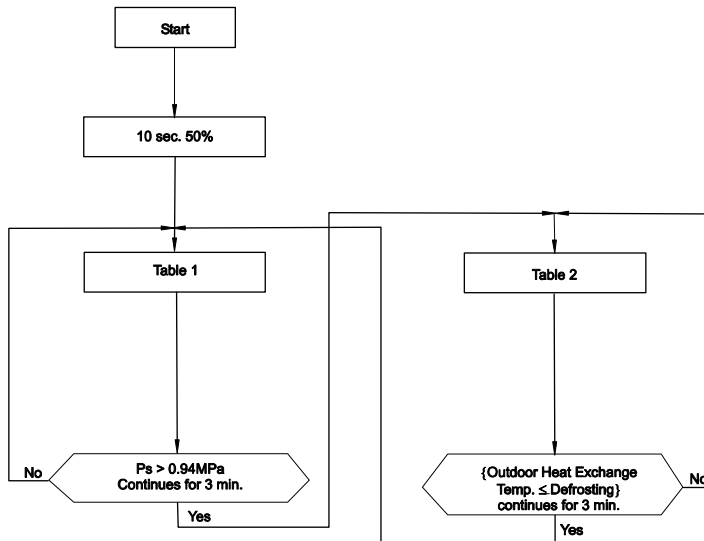 Start
10 sec. 50%
Table 1
Ps > 0.94MPa
Continues for 3 min.
No
Yes
Table 2
{Outdoor Heat Exchange
Temp. ≤ Defrosting}
continues for 3 min.
No
Yes